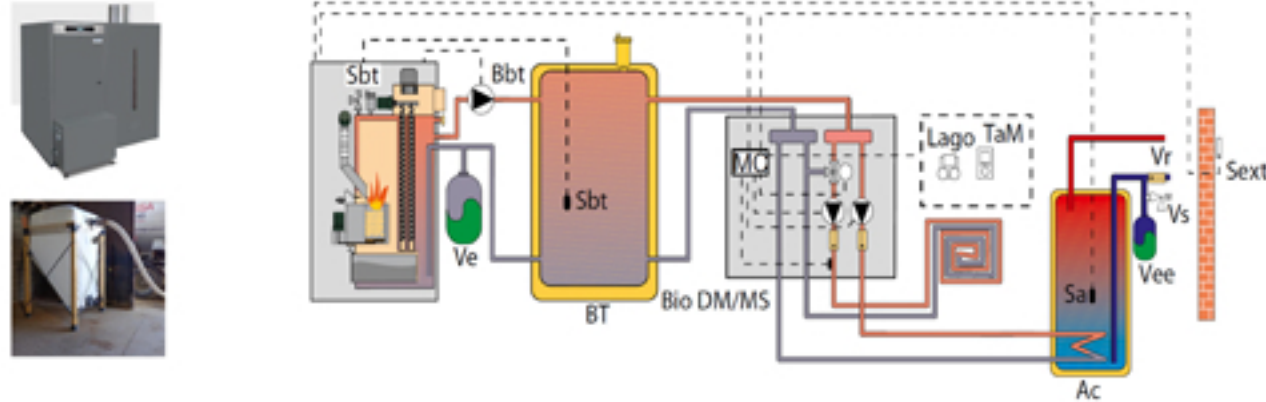 Sbt
Bbt
Sbt
Ve
BT
Bio DM/MS
MC
Lago
TaM
Vr
Vs
Sext
Vee
Sa
Ac